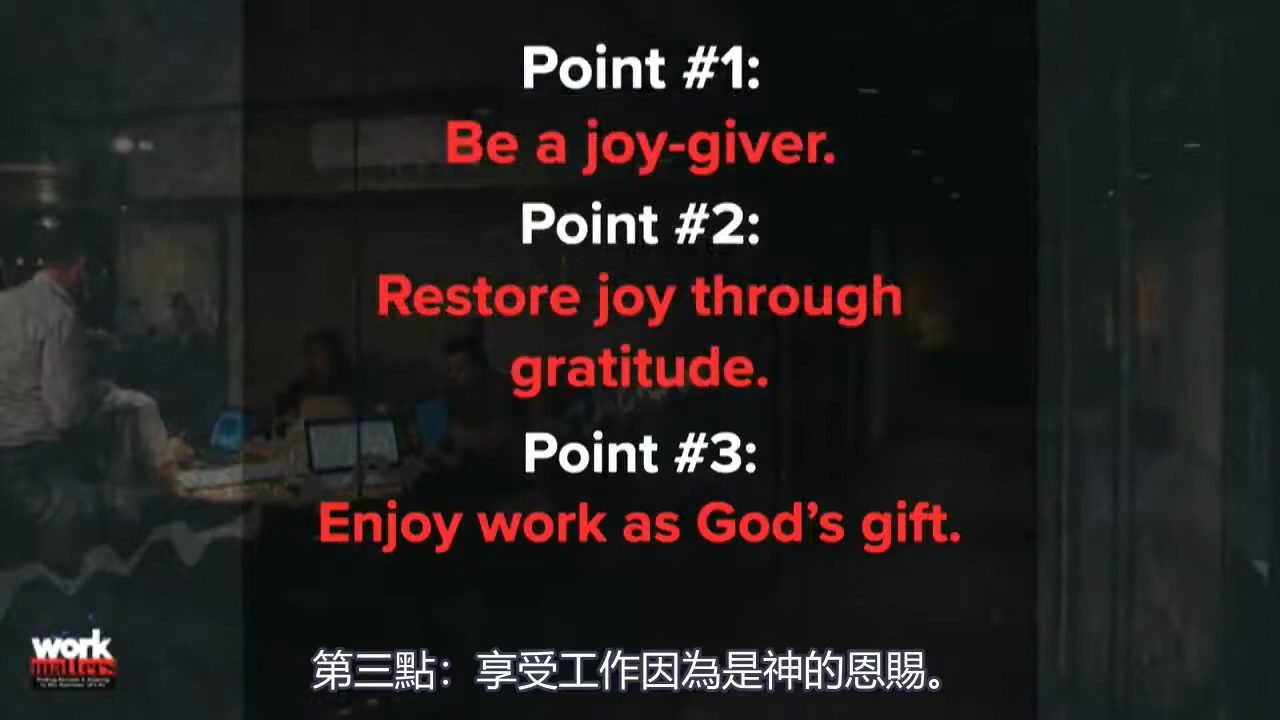 Point #1:
Be a joy-giver.
Point #2:
Restore joy through
gratitude.
Point #3:
Enjoy work as God’s gift.
work
matters
第三點：享受工作因為是神的恩賜。